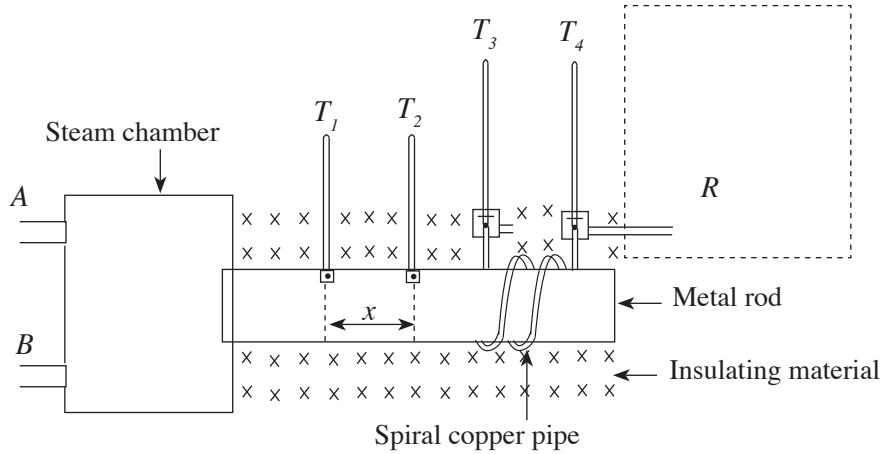 T3
T4
T1
T2
Steam chamber
A
R
x
Metal rod
B
Insulating material
Spiral copper pipe